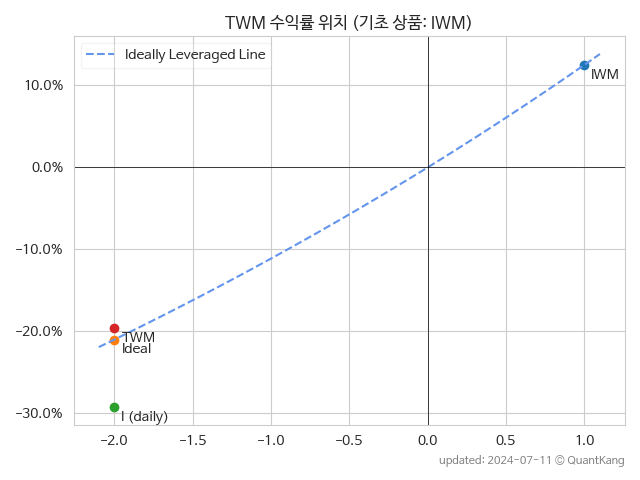 TWM 수익률 위치 (기초 상품: IWM)
Ideally Leveraged Line
IWM
10.0%
0.0%
-10.0%
-20.0%
-30.0%
TWM
Ideal
I (daily)
-2.0
-1.5
-1.0
-0.5
0.0
0.5
1.0
updated: 2024-07-11 © QuantKang